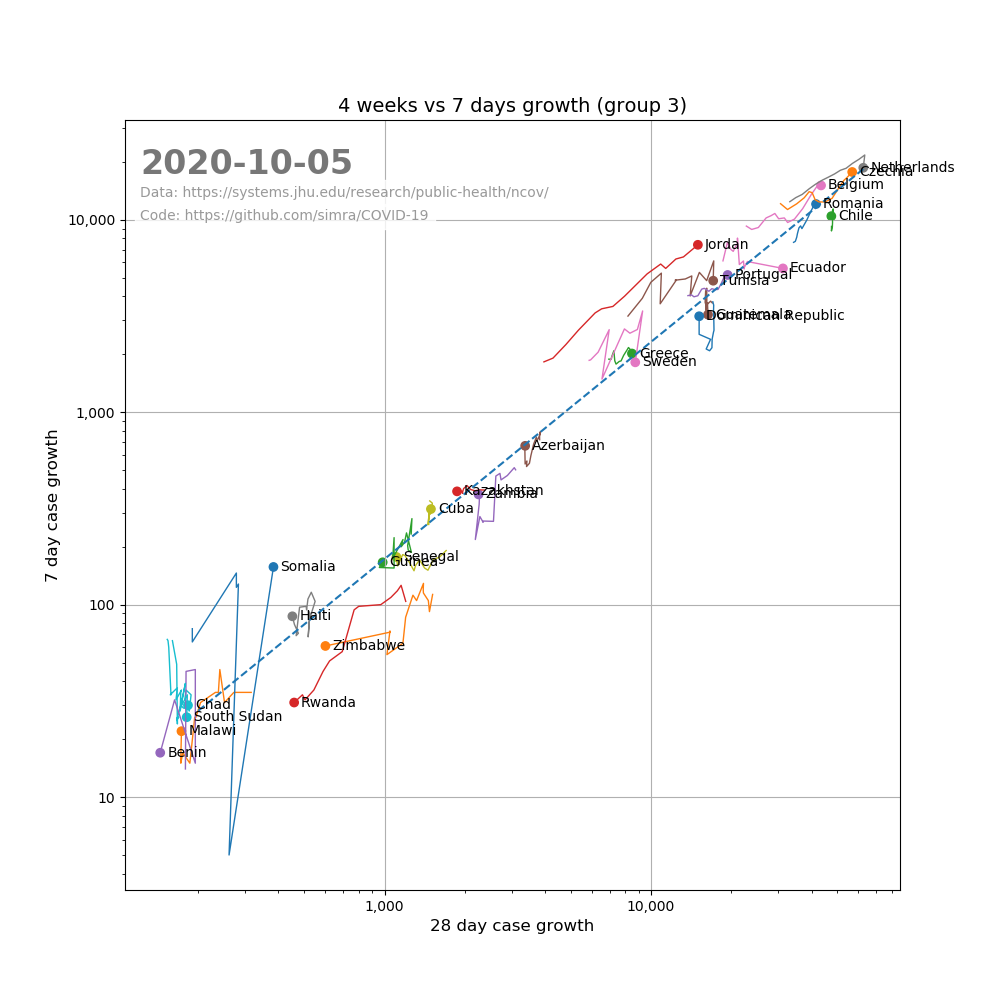 4 weeks vs 7 days growth (group 3)
2020-10-05
Data: https://systems.jhu.edu/research/public-health/ncov/
Code: https://github.com/simra/COVID-19
Netherlands
Czechia
Belgium
Romania
Chile
10,000
Jordan
Ecuador
Portugal
Tunisia
Guatemala
Dominican Republic
Greece
Sweden
1,000
Azerbaijan
Kazakhstan
Zambia
Cuba
Senegal
Guinea
Somalia
100
Haiti
Zimbabwe
Rwanda
Chad
South Sudan
Malawi
Benin
10
7 day case growth
1,000
10,000
28 day case growth